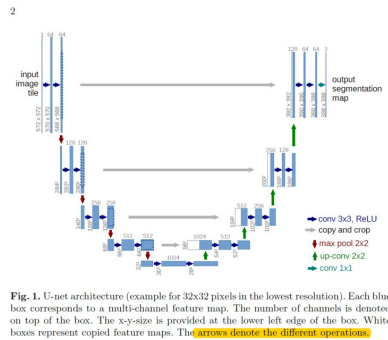 2
1 64 64
128 64 64 2
input
image
tile
output
segmentation
map
572 x 572
570 x 570
568 x 568
392 x 392
390 x 390
388 x 388
388 x 388
128 128
256 128
284²
282²
280²
200²
198²
196²
256 256
512 256
140²
138²
136²
104²
102²
100²
conv 3x3, ReLU
copy and crop
max pool 2x2
up-conv 2x2
conv 1x1
512 512
1024 512
68²
66²
64²
56²
54²
52²
1024
32²
30²
28²
Fig. 1. U-net architecture (example for 32x32 pixels in the lowest resolution). Each blue
box corresponds to a multi-channel feature map. The number of channels is denoted
on top of the box. The x-y-size is provided at the lower left edge of the box. White
boxes represent copied feature maps. The arrows denote the different operations.